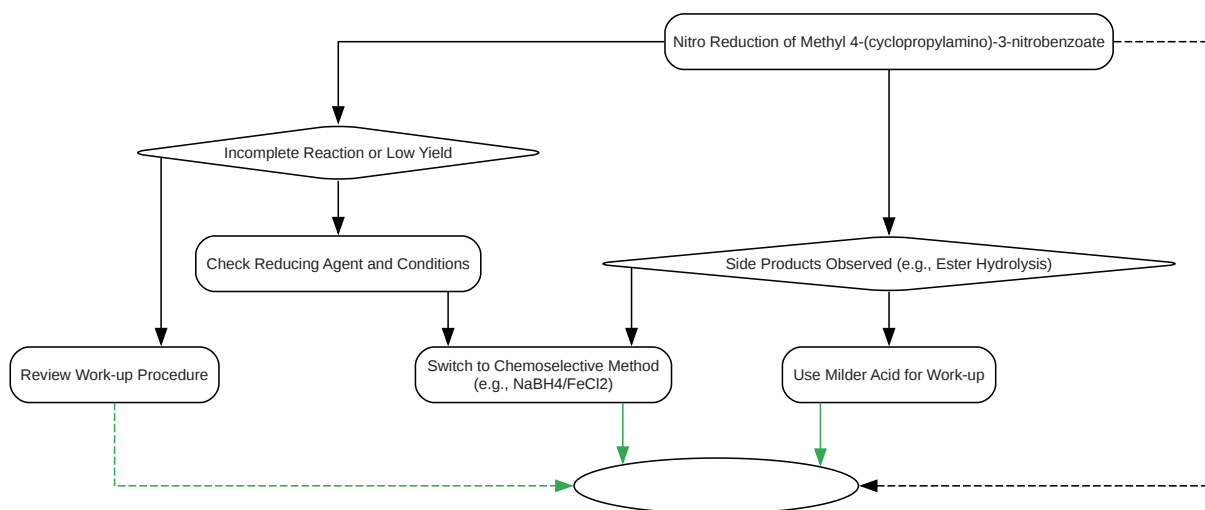 Nitro Reduction of Methyl 4-(cyclopropylamino)-3-nitrobenzoate
Incomplete Reaction or Low Yield
Check Reducing Agent and Conditions
Side Products Observed (e.g., Ester Hydrolysis)
Review Work-up Procedure
Switch to Chemoselective Method
(e.g., NaBH4/FeCl2)
Use Milder Acid for Work-up